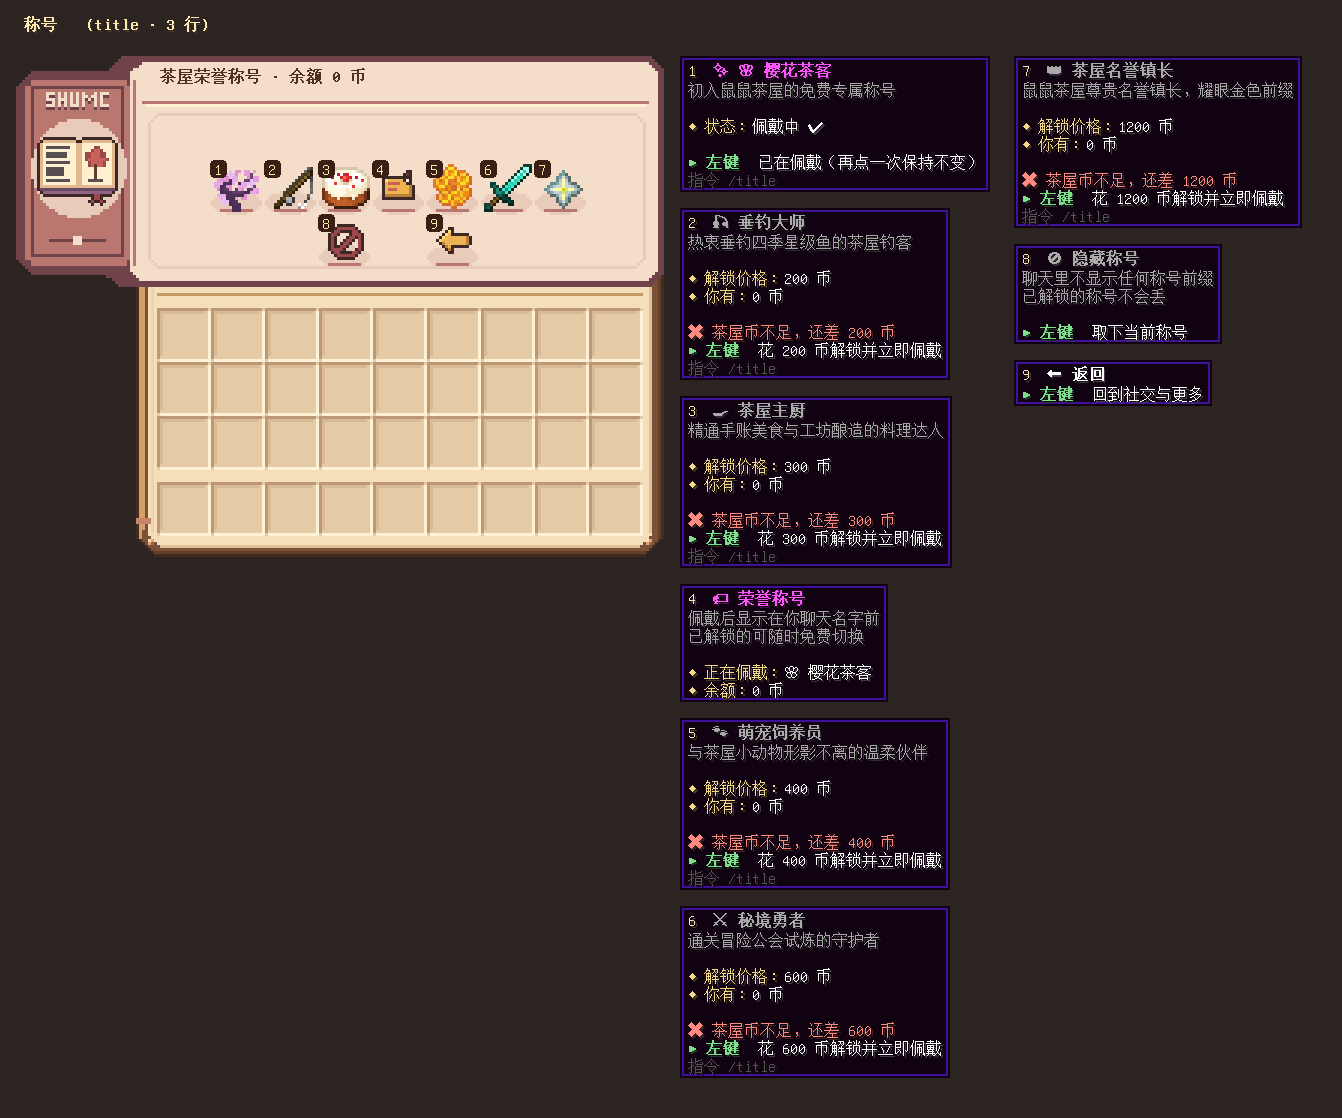 称号 (title · 3 行)
茶屋荣誉称号 · 余额 0 币
SHUMC
1
2
3
4
5
6
7
8
9
1 樱花茶客
初入鼠鼠茶屋的免费专属称号
状态：佩戴中 ✔
左键 已在佩戴（再点一次保持不变）
指令 /title
2 垂钓大师
热衷垂钓四季星级鱼的茶屋钓客
解锁价格：200 币
你有：0 币
茶屋币不足，还差 200 币
左键 花 200 币解锁并立即佩戴
指令 /title
3 茶屋主厨
精通手账美食与工坊酿造的料理达人
解锁价格：300 币
你有：0 币
茶屋币不足，还差 300 币
左键 花 300 币解锁并立即佩戴
指令 /title
4 荣誉称号
佩戴后显示在你聊天名字前
已解锁的可随时免费切换
正在佩戴：樱花茶客
余额：0 币
5 萌宠饲养员
与茶屋小动物形影不离的温柔伙伴
解锁价格：400 币
你有：0 币
茶屋币不足，还差 400 币
左键 花 400 币解锁并立即佩戴
指令 /title
6 秘境勇者
通关冒险公会试炼的守护者
解锁价格：600 币
你有：0 币
茶屋币不足，还差 600 币
左键 花 600 币解锁并立即佩戴
指令 /title
7 茶屋名誉镇长
鼠鼠茶屋尊贵名誉镇长，耀眼金色前缀
解锁价格：1200 币
你有：0 币
茶屋币不足，还差 1200 币
左键 花 1200 币解锁并立即佩戴
指令 /title
8 隐藏称号
聊天里不显示任何称号前缀
已解锁的称号不会丢
左键 取下当前称号
9 返回
左键 回到社交与更多